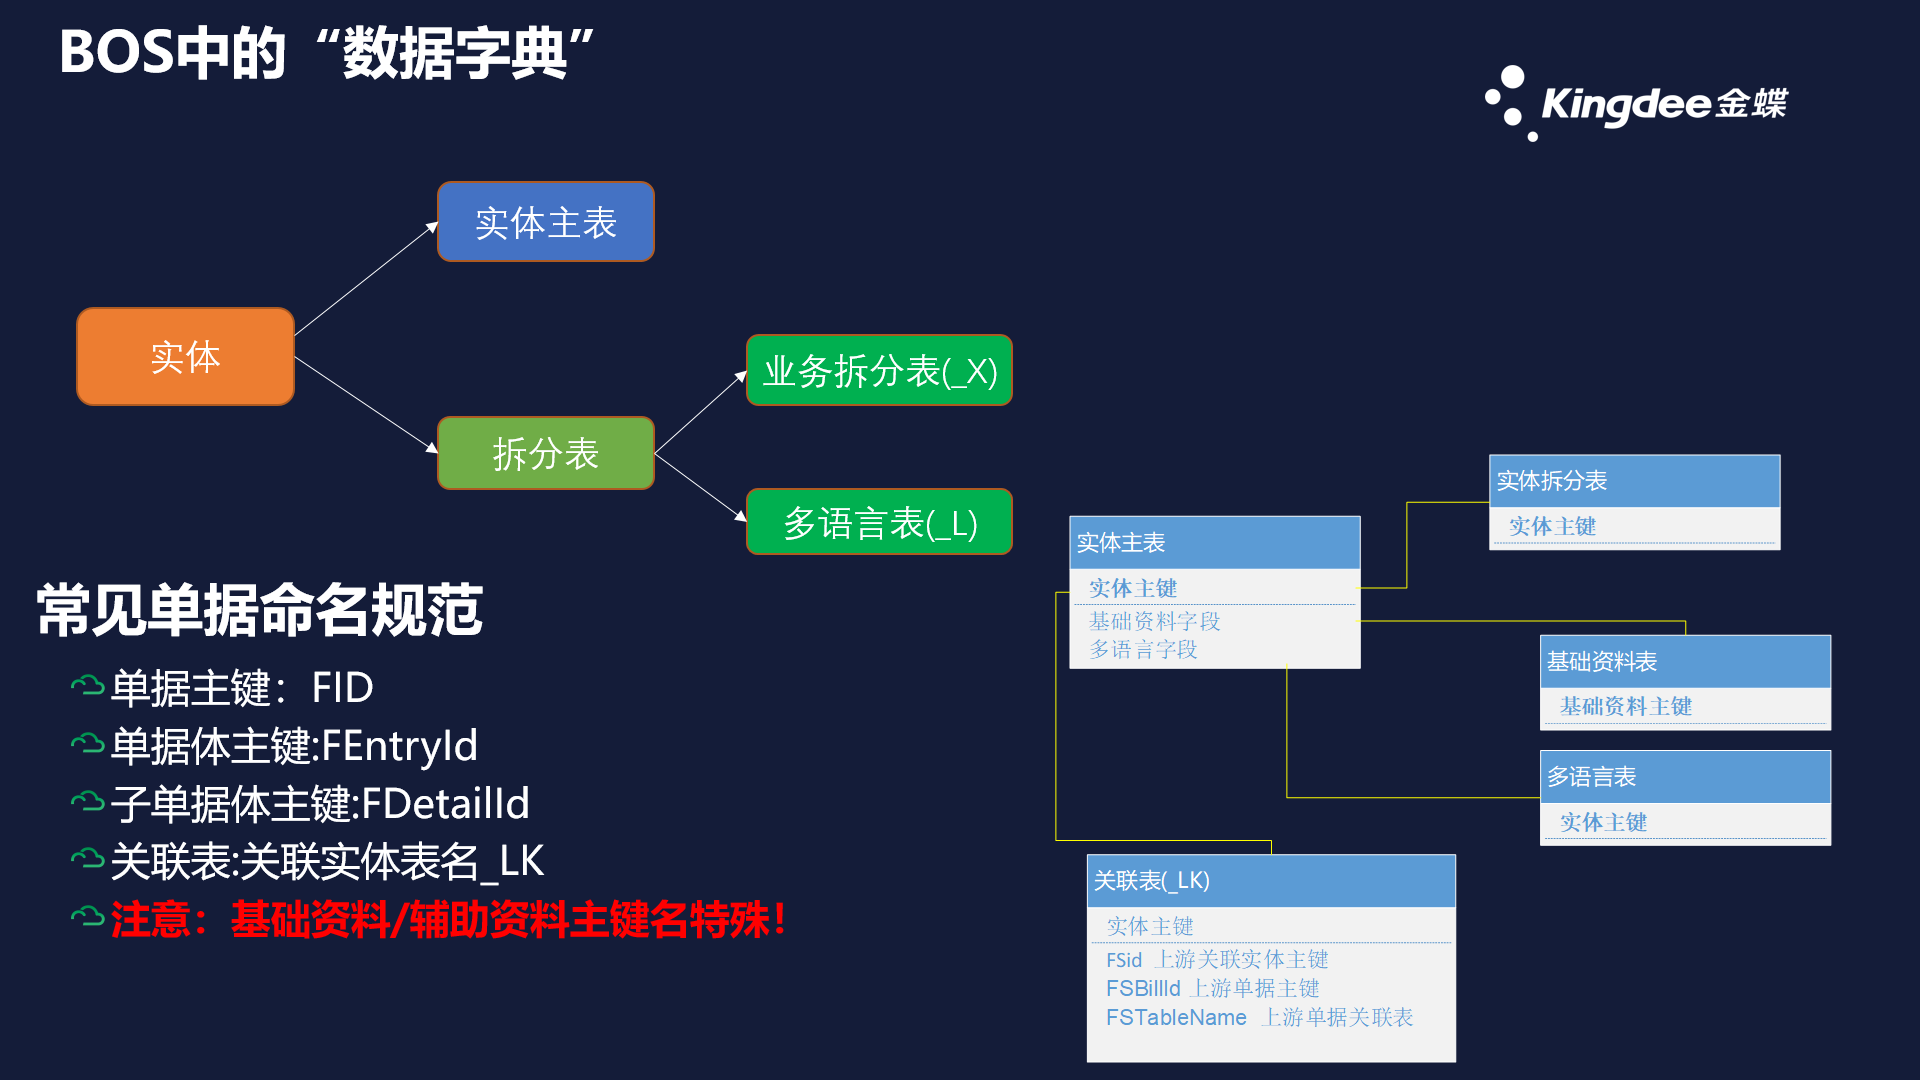 BOS中的“数据字典”
Kingdee金蝶
实体主表
实体
业务拆分表(_X)
拆分表
多语言表(_L)
常见单据命名规范
单据主键：FID
单据体主键:FEntryId
子单据体主键:FDetailId
关联表:关联实体表名_LK
注意：基础资料/辅助资料主键名特殊！
实体拆分表
实体主键
实体主表
实体主键
基础资料字段
多语言字段
基础资料表
基础资料主键
多语言表
实体主键
关联表(_LK)
实体主键
FSid 上游关联实体主键
FSBillId 上游单据主键
FSTableName 上游单据关联表